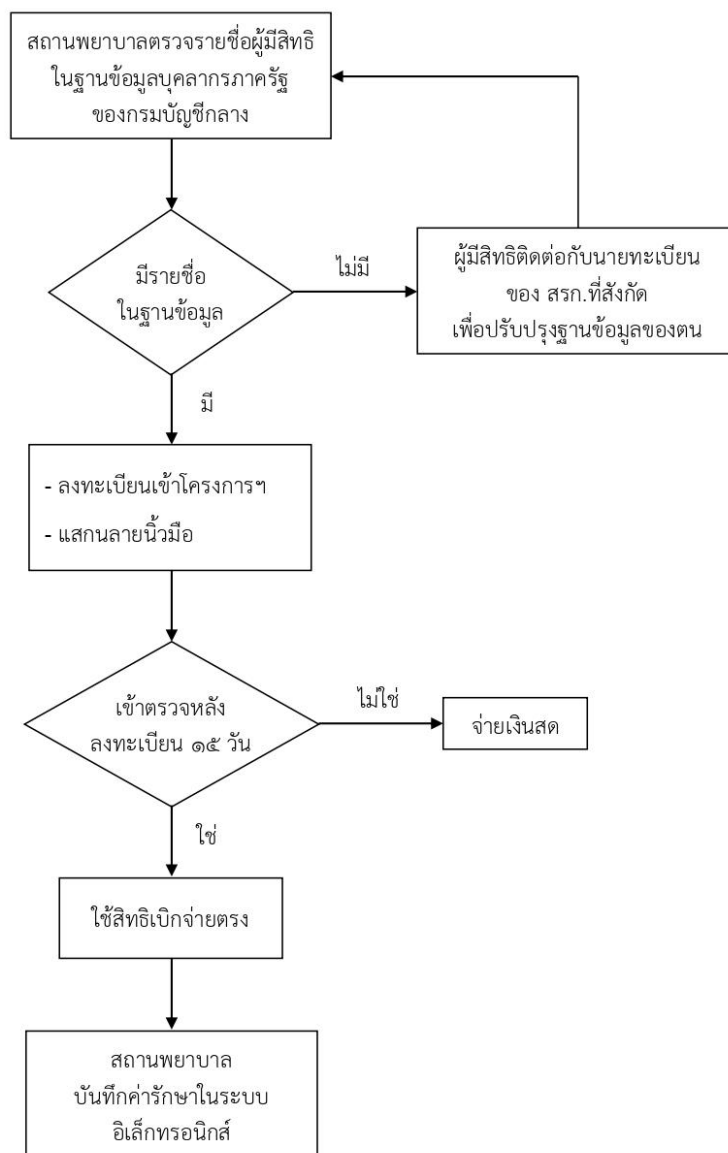 สถานพยาบาลตรวจรายชื่อผู้มีสิทธิ
ในฐานข้อมูลบุคลากรภาครัฐ
ของกรมบัญชีกลาง
มีรายชื่อ
ในฐานข้อมูล
ไม่มี
ผู้มีสิทธิติดต่อกับนายทะเบียน
ของ สรก.ที่สังกัด
เพื่อปรับปรุงฐานข้อมูลของตน
มี
- ลงทะเบียนเข้าโครงการฯ
- แสกนลายนิ้วมือ
เข้าตรวจหลัง
ลงทะเบียน ๑๕ วัน
ไม่ใช่
จ่ายเงินสด
ใช่
ใช้สิทธิเบิกจ่ายตรง
สถานพยาบาล
บันทึกค่ารักษาในระบบ
อิเล็กทรอนิกส์